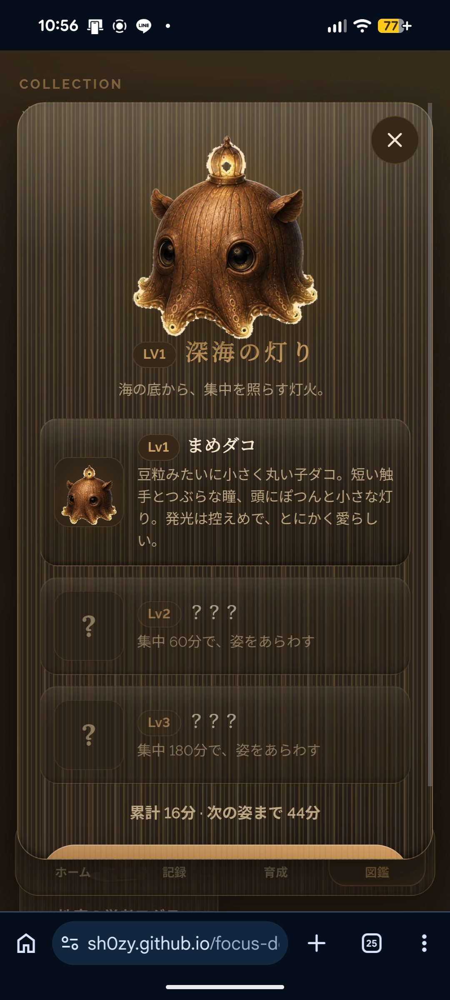 10:56
LINE
77
COLLECTION
LV1 深海の灯り
海の底から、集中を照らす灯火。
Lv1 まめダコ
豆粒みたいに小さく丸い子ダコ。短い触
手とつぶらな瞳、頭にぽつんと小さな灯
り。発光は控えめで、とにかく愛らし
い。
? Lv2 ？？？
集中 60分で、姿をあらわす
? Lv3 ？？？
集中 180分で、姿をあらわす
累計 16分 · 次の姿まで 44分
ホーム 記録 育成 図鑑
sh0zy.github.io/focus-d
25